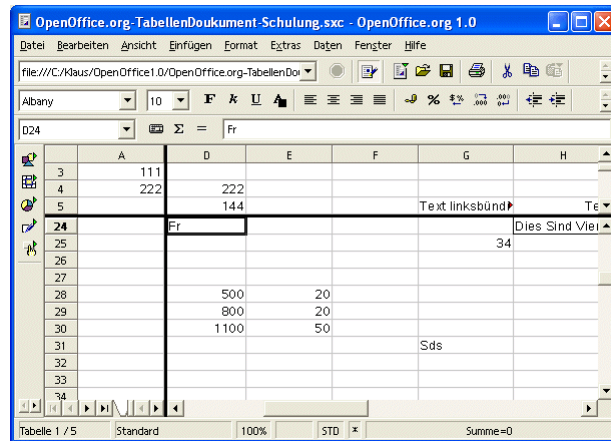 OpenOffice.org-TabellenDoukument-Schulung.sxc - OpenOffice.org 1.0
Datei Bearbeiten Ansicht Einfügen Format Extras Daten Fenster Hilfe
file:///C:/Klaus/OpenOffice1.0/OpenOffice.org-TabellenDou
Albany 10 F k U A % 
D24 Σ = Fr
A D E F G H
3 111
4 222 222
5 144 Text linksbünd Te
24 Fr Dies Sind Vier
25 34
26
27
28 500 20
29 800 20
30 1100 50
31 Sds
32
33
34
Tabelle 1 / 5 Standard 100% STD * Summe=0